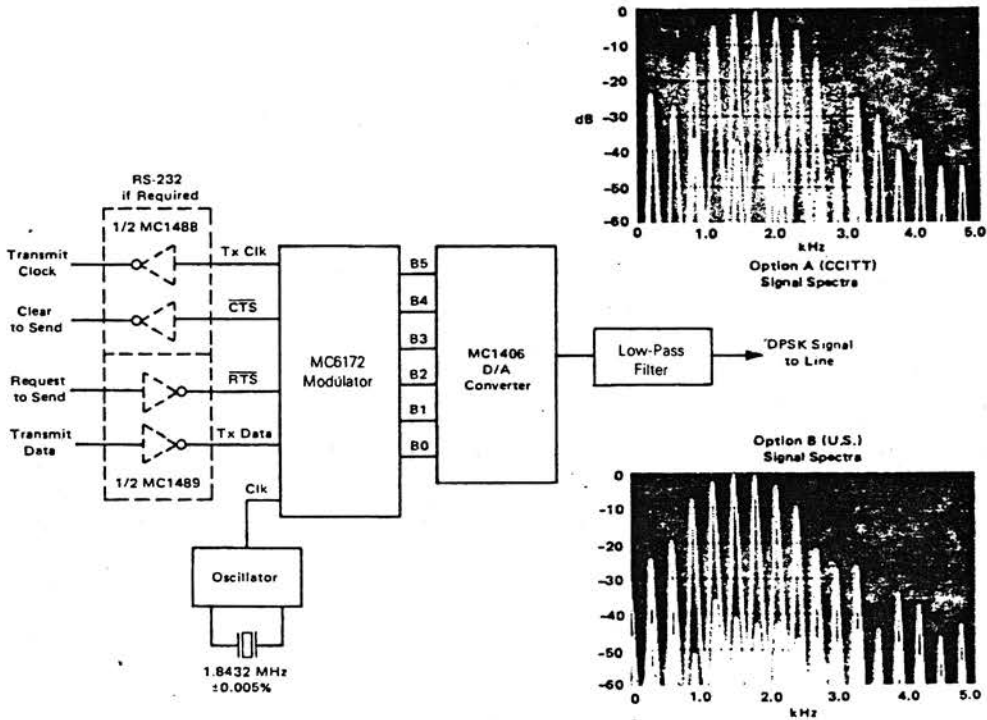 RS-232
if Required
1/2 MC1488
Transmit
Clock
Tx Clk
Clear
to Send
CTS
Request
to Send
RTS
Transmit
Data
Tx Data
1/2 MC1489
Clk
MC6172
Modulator
Oscillator
1.8432 MHz
±0.005%
B5
B4
B3
B2
B1
B0
MC1406
D/A
Converter
Low-Pass
Filter
DPSK Signal
to Line
0
-10
-20
dB -30
-40
-50
-60
0 1.0 2.0 3.0 4.0 5.0
kHz
Option A (CCITT)
Signal Spectra
Option B (U.S.)
Signal Spectra
0
-10
-20
-30
-40
-50
-60
0 1.0 2.0 3.0 4.0 5.0
kHz